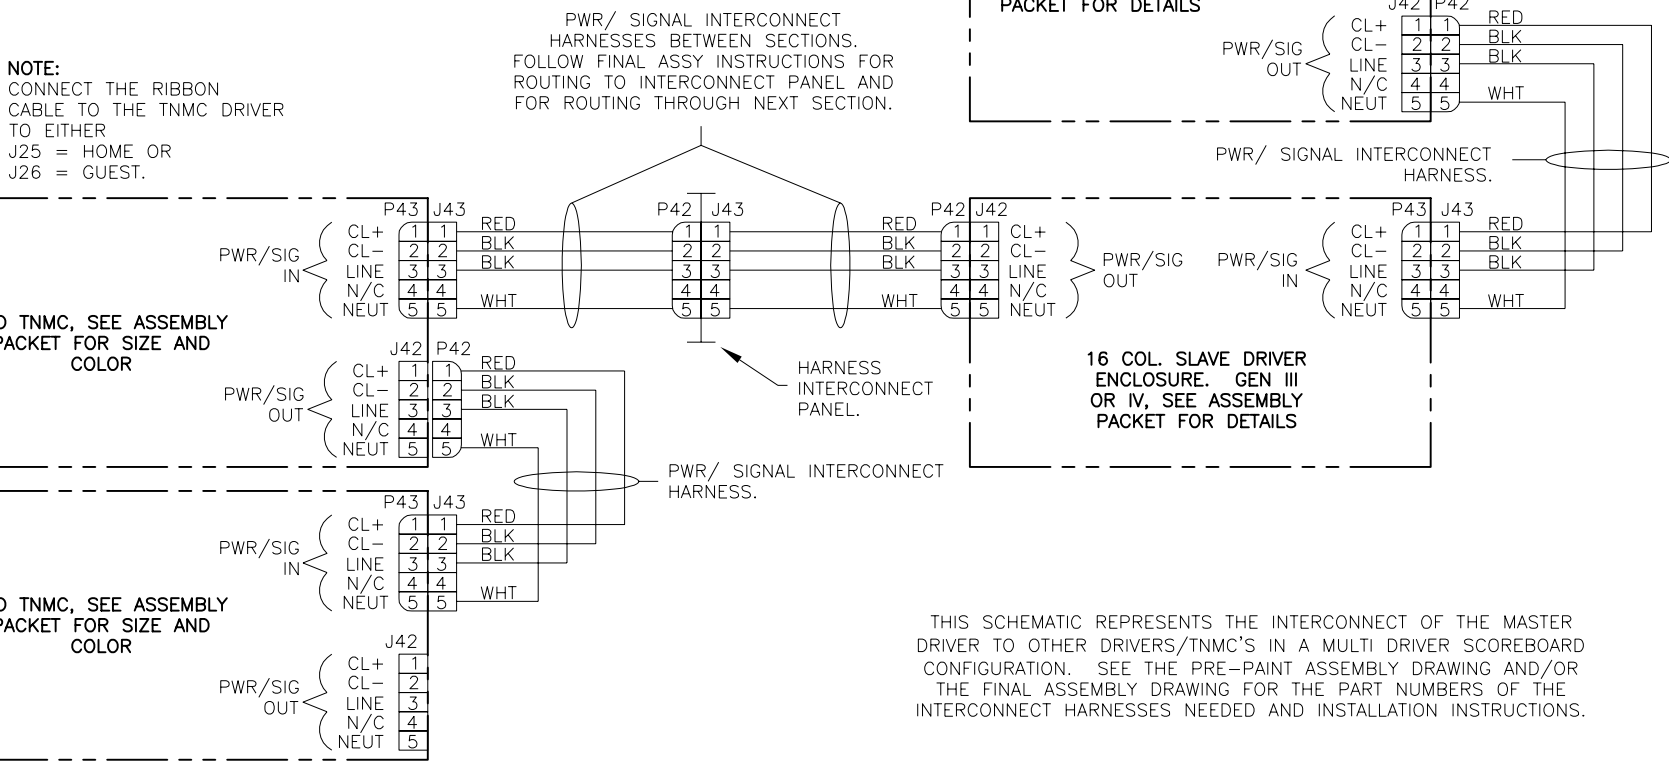 PACKET FOR DETAILS
J42 P42
CL+ 1 1 RED
CL- 2 2 BLK
LINE 3 3 BLK
N/C 4 4
NEUT 5 5 WHT
PWR/SIG
OUT
PWR/ SIGNAL INTERCONNECT
HARNESS.
PWR/ SIGNAL INTERCONNECT
HARNESSES BETWEEN SECTIONS.
FOLLOW FINAL ASSY INSTRUCTIONS FOR
ROUTING TO INTERCONNECT PANEL AND
FOR ROUTING THROUGH NEXT SECTION.
NOTE:
CONNECT THE RIBBON
CABLE TO THE TNMC DRIVER
TO EITHER
J25 = HOME OR
J26 = GUEST.
P43 J43
PWR/SIG
IN
CL+ 1 1 RED
CL- 2 2 BLK
LINE 3 3 BLK
N/C 4 4
NEUT 5 5 WHT
P42 J43
1 1
2 2
3 3
4 4
5 5
P42 J42
RED 1 1 CL+
BLK 2 2 CL-
BLK 3 3 LINE
4 4 N/C
WHT 5 5 NEUT
PWR/SIG
OUT
P43 J43
PWR/SIG
IN
CL+ 1 1 RED
CL- 2 2 BLK
LINE 3 3 BLK
N/C 4 4
NEUT 5 5 WHT
TNMC, SEE ASSEMBLY
PACKET FOR SIZE AND
COLOR
J42 P42
PWR/SIG
OUT
CL+ 1 1 RED
CL- 2 2 BLK
LINE 3 3 BLK
N/C 4 4
NEUT 5 5 WHT
HARNESS
INTERCONNECT
PANEL.
16 COL. SLAVE DRIVER
ENCLOSURE. GEN III
OR IV, SEE ASSEMBLY
PACKET FOR DETAILS
PWR/ SIGNAL INTERCONNECT
HARNESS.
P43 J43
PWR/SIG
IN
CL+ 1 1 RED
CL- 2 2 BLK
LINE 3 3 BLK
N/C 4 4
NEUT 5 5 WHT
TNMC, SEE ASSEMBLY
PACKET FOR SIZE AND
COLOR
J42
PWR/SIG
OUT
CL+ 1
CL- 2
LINE 3
N/C 4
NEUT 5
THIS SCHEMATIC REPRESENTS THE INTERCONNECT OF THE MASTER
DRIVER TO OTHER DRIVERS/TNMC'S IN A MULTI DRIVER SCOREBOARD
CONFIGURATION. SEE THE PRE-PAINT ASSEMBLY DRAWING AND/OR
THE FINAL ASSEMBLY DRAWING FOR THE PART NUMBERS OF THE
INTERCONNECT HARNESSES NEEDED AND INSTALLATION INSTRUCTIONS.